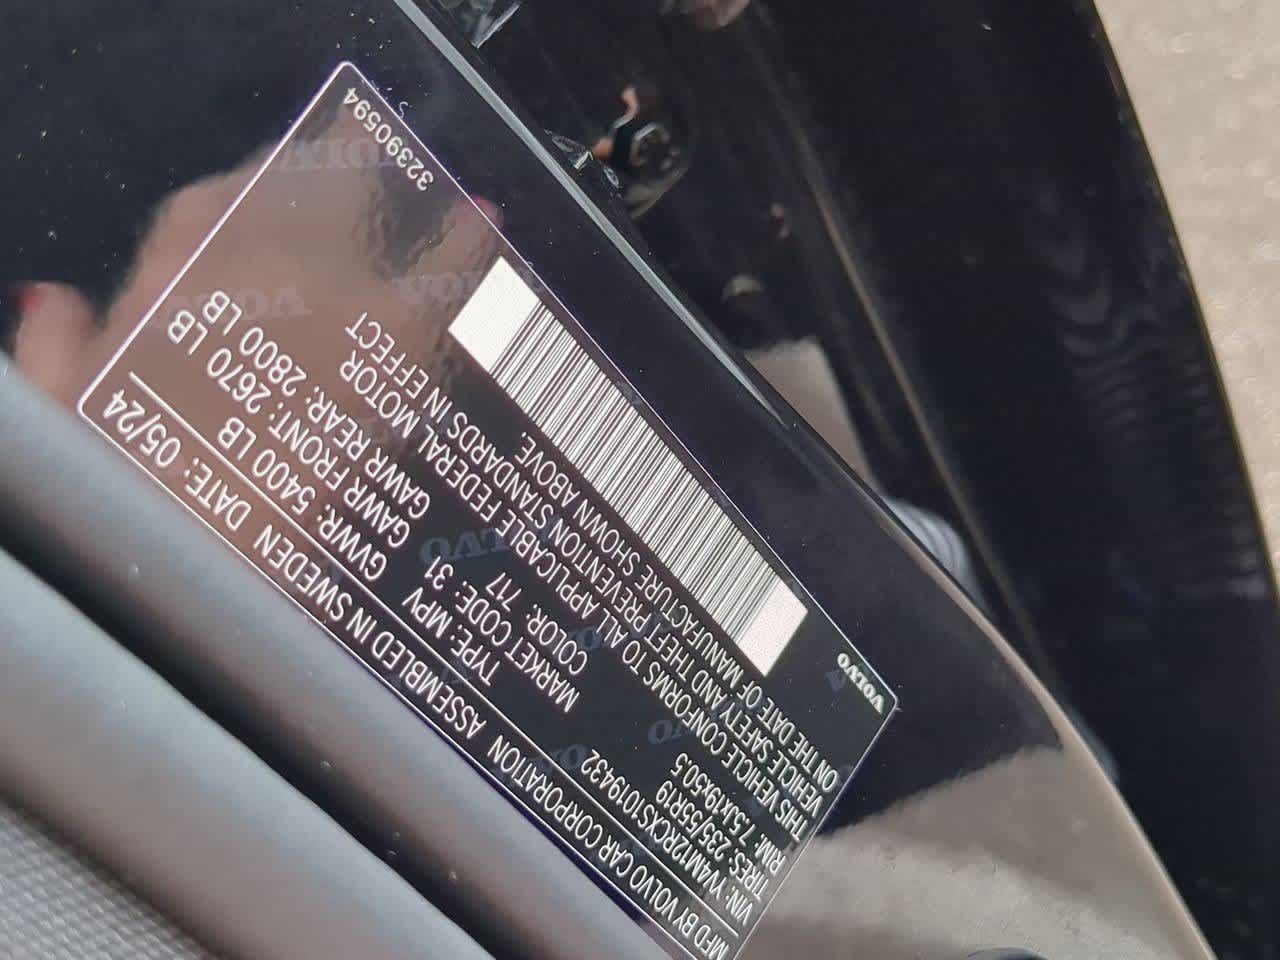 MFD BY VOLVO CAR CORPORATION ASSEMBLED IN SWEDEN DATE: 05/24
VIN: YV4M12RCXS1019432 GVWR: 5400 LB
TIRES: 235/55R19 TYPE: MPV GAWR FRONT: 2670 LB
RIM: 7.5Jx19x50.5 MARKET CODE: 31 GAWR REAR: 2800 LB
COLOR: 717
THIS VEHICLE CONFORMS TO ALL APPLICABLE FEDERAL MOTOR
VEHICLE SAFETY AND THEFT PREVENTION STANDARDS IN EFFECT
ON THE DATE OF MANUFACTURE SHOWN ABOVE.
VOLVO
32390594